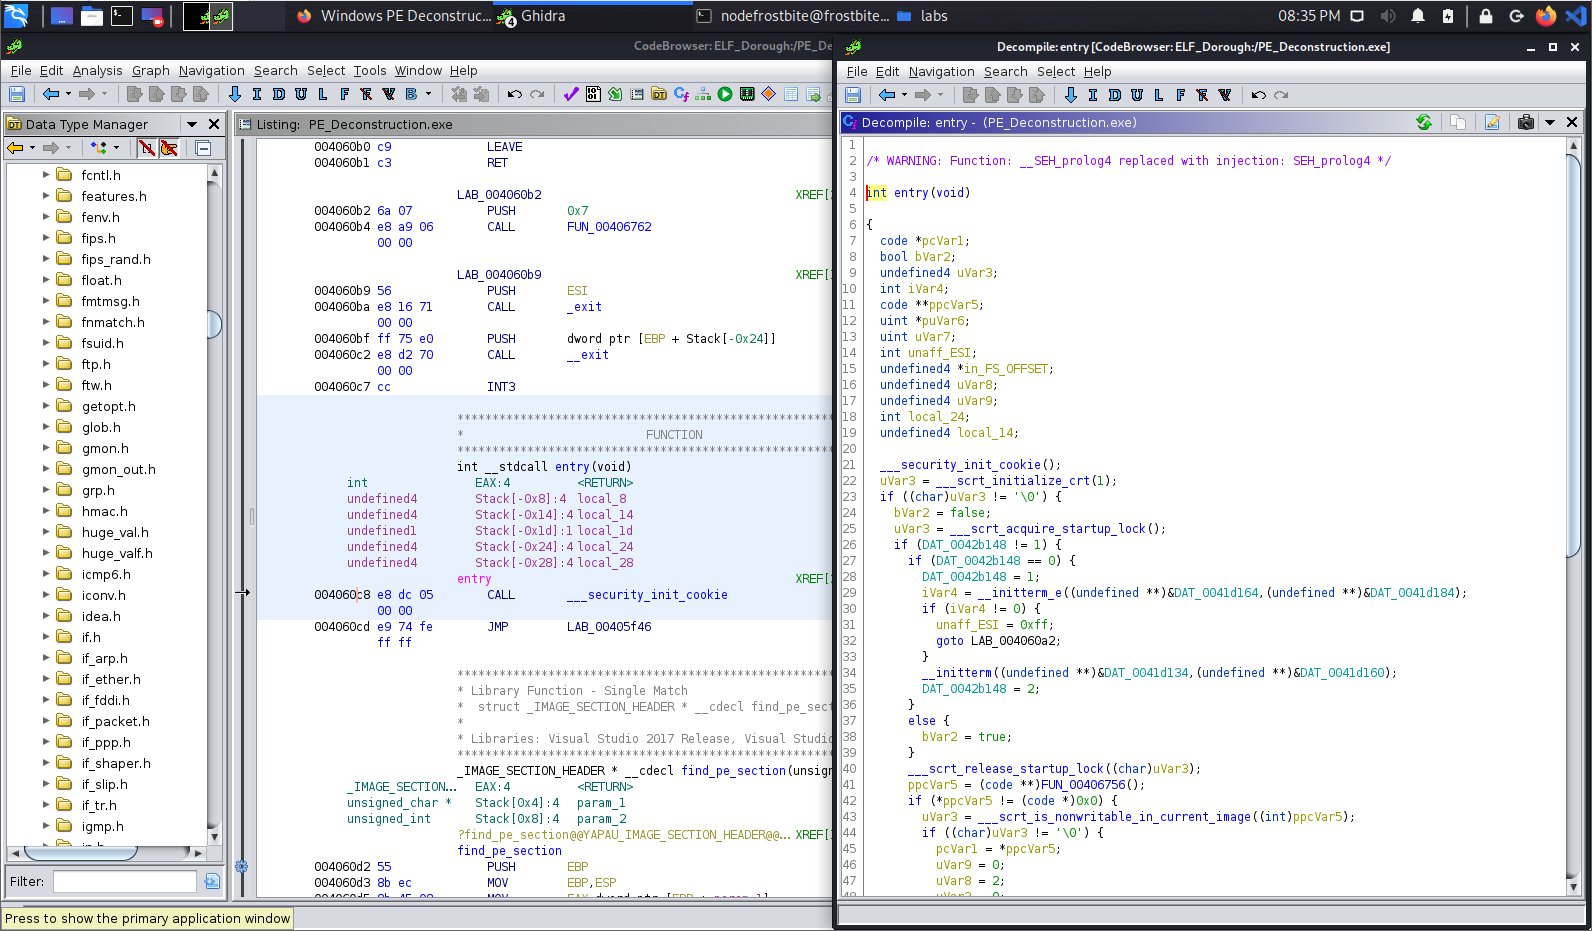 Windows PE Deconstruc...
4
Ghidra
nodefrostbite@frostbite...
labs
08:35 PM
CodeBrowser: ELF_Dorough:/PE_De
File Edit Analysis Graph Navigation Search Select Tools Window Help
I D U L F B
Data Type Manager
fcntl.h
features.h
fenv.h
fips.h
fips_rand.h
float.h
fmtmsg.h
fnmatch.h
fsuid.h
ftp.h
ftw.h
getopt.h
glob.h
gmon.h
gmon_out.h
grp.h
hmac.h
huge_val.h
huge_valf.h
icmp6.h
iconv.h
idea.h
if.h
if_arp.h
if_ether.h
if_fddi.h
if_packet.h
if_ppp.h
if_shaper.h
if_slip.h
if_tr.h
igmp.h
Filter:
Press to show the primary application window
Listing: PE_Deconstruction.exe
004060b0 c9 LEAVE
004060b1 c3 RET
LAB_004060b2 XREF[
004060b2 6a 07 PUSH 0x7
004060b4 e8 a9 06 CALL FUN_00406762
00 00
LAB_004060b9 XREF[
004060b9 56 PUSH ESI
004060ba e8 16 71 CALL _exit
00 00
004060bf ff 75 e0 PUSH dword ptr [EBP + Stack[-0x24]]
004060c2 e8 d2 70 CALL __exit
00 00
004060c7 cc INT3
******************************************************
* FUNCTION
******************************************************
int __stdcall entry(void)
int EAX:4 <RETURN>
undefined4 Stack[-0x8]:4 local_8
undefined4 Stack[-0x14]:4 local_14
undefined1 Stack[-0x1d]:1 local_1d
undefined4 Stack[-0x24]:4 local_24
undefined4 Stack[-0x28]:4 local_28
entry XREF[
004060c8 e8 dc 05 CALL ___security_init_cookie
00 00
004060cd e9 74 fe JMP LAB_00405f46
ff ff
******************************************************
* Library Function - Single Match
* struct _IMAGE_SECTION_HEADER * __cdecl find_pe_sect
*
* Libraries: Visual Studio 2017 Release, Visual Studio
******************************************************
_IMAGE_SECTION_HEADER * __cdecl find_pe_section(unsign
_IMAGE_SECTION... EAX:4 <RETURN>
unsigned_char * Stack[0x4]:4 param_1
unsigned_int Stack[0x8]:4 param_2
?find_pe_section@@YAPAU_IMAGE_SECTION_HEADER@@... XREF[
find_pe_section
004060d2 55 PUSH EBP
004060d3 8b ec MOV EBP,ESP
004060d5 8b 45 08 MOV EAX,dword ptr [EBP + param_1]
Decompile: entry [CodeBrowser: ELF_Dorough:/PE_Deconstruction.exe]
File Edit Navigation Search Select Help
I D U L F
Decompile: entry - (PE_Deconstruction.exe)
1
2 /* WARNING: Function: __SEH_prolog4 replaced with injection: SEH_prolog4 */
3
4 int entry(void)
5
6 {
7 code *pcVar1;
8 bool bVar2;
9 undefined4 uVar3;
10 int iVar4;
11 code **ppcVar5;
12 uint *puVar6;
13 uint uVar7;
14 int unaff_ESI;
15 undefined4 *in_FS_OFFSET;
16 undefined4 uVar8;
17 undefined4 uVar9;
18 int local_24;
19 undefined4 local_14;
20
21 ___security_init_cookie();
22 uVar3 = ___scrt_initialize_crt(1);
23 if ((char)uVar3 != '\0') {
24 bVar2 = false;
25 uVar3 = ___scrt_acquire_startup_lock();
26 if (DAT_0042b148 != 1) {
27 if (DAT_0042b148 == 0) {
28 DAT_0042b148 = 1;
29 iVar4 = __initterm_e((undefined **)&DAT_0041d164,(undefined **)&DAT_0041d184);
30 if (iVar4 != 0) {
31 unaff_ESI = 0xff;
32 goto LAB_004060a2;
33 }
34 __initterm((undefined **)&DAT_0041d134,(undefined **)&DAT_0041d160);
35 DAT_0042b148 = 2;
36 }
37 else {
38 bVar2 = true;
39 }
40 ___scrt_release_startup_lock((char)uVar3);
41 ppcVar5 = (code **)FUN_00406756();
42 if (*ppcVar5 != (code *)0x0) {
43 uVar3 = ___scrt_is_nonwritable_in_current_image((int)ppcVar5);
44 if ((char)uVar3 != '\0') {
45 pcVar1 = *ppcVar5;
46 uVar9 = 0;
47 uVar8 = 2;